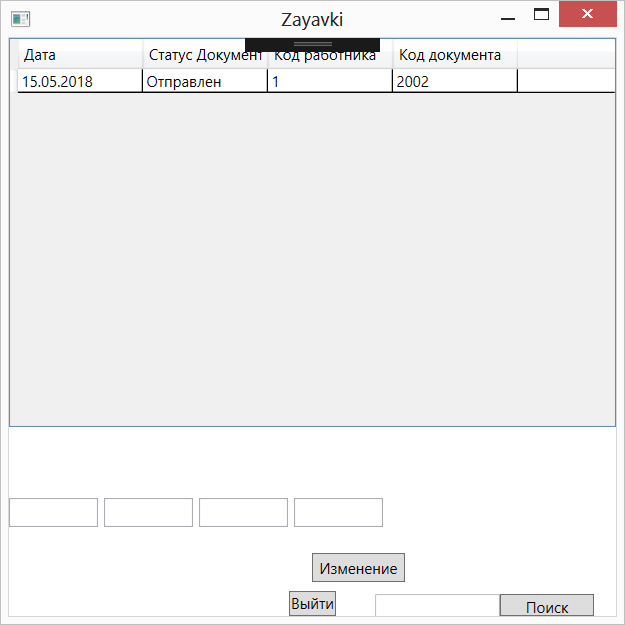 Zayavki
Дата Статус Документ Код работника Код документа
15.05.2018 Отправлен 1 2002
Изменение
Выйти Поиск